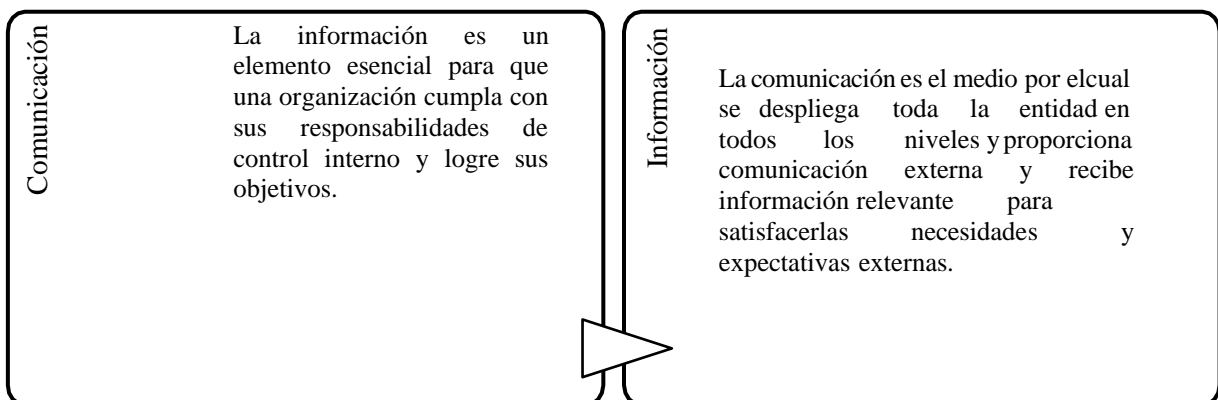 Comunicación
La información es un
elemento esencial para que
una organización cumpla con
sus responsabilidades de
control interno y logre sus
objetivos.
Información
La comunicación es el medio por elcual
se despliega toda la entidad en
todos los niveles y proporciona
comunicación externa y recibe
información relevante para
satisfacerlas necesidades y
expectativas externas.